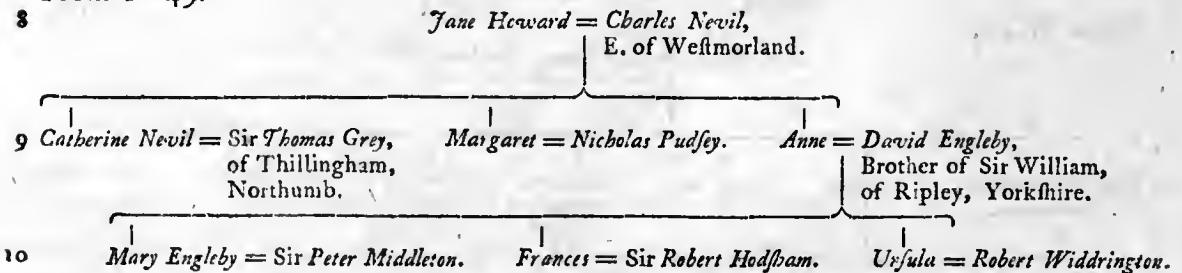 8 Jane Howard = Charles Nevil,
E. of Weſtmorland.
9 Catherine Nevil = Sir Thomas Grey, Margaret = Nicholas Pudſey. Anne = David Engleby,
of Thillingham, Brother of Sir William,
Northumb. of Ripley, Yorkſhire.
10 Mary Engleby = Sir Peter Middleton. Frances = Sir Robert Hodſham. Urſula = Robert Widdrington.